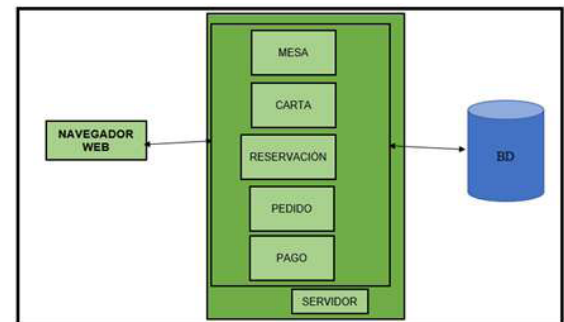 NAVEGADOR
WEB
MESA
CARTA
RESERVACIÓN
PEDIDO
PAGO
SERVIDOR
BD